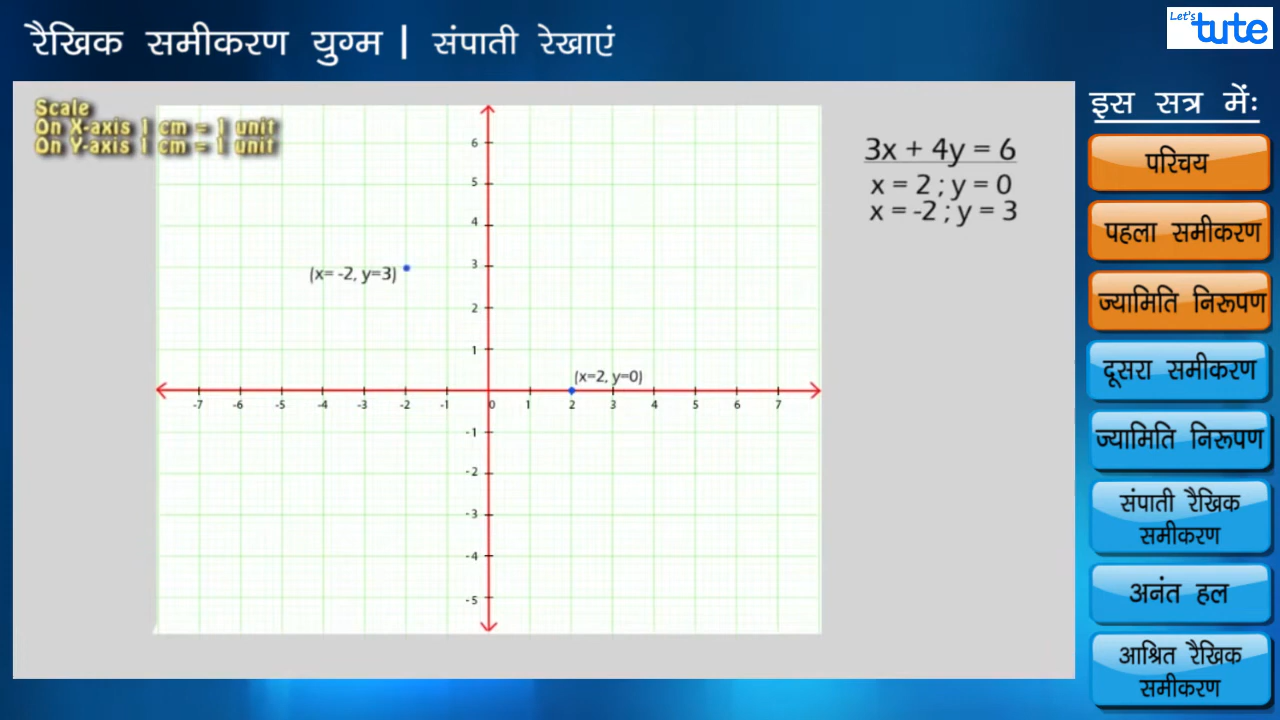 रैखिक समीकरण युग्म | संपाती रेखाएं
Let's
tute
Scale
On X-axis 1 cm = 1 unit
On Y-axis 1 cm = 1 unit
6
5
4
3
2
1
-7 -6 -5 -4 -3 -2 -1 0 1 2 3 4 5 6 7
-1
-2
-3
-4
-5
(x= -2, y=3)
(x=2, y=0)
3x + 4y = 6
x = 2 ; y = 0
x = -2 ; y = 3
इस सत्र में:
परिचय
पहला समीकरण
ज्यामिति निरूपण
दूसरा समीकरण
ज्यामिति निरूपण
संपाती रैखिक
समीकरण
अनंत हल
आश्रित रैखिक
समीकरण